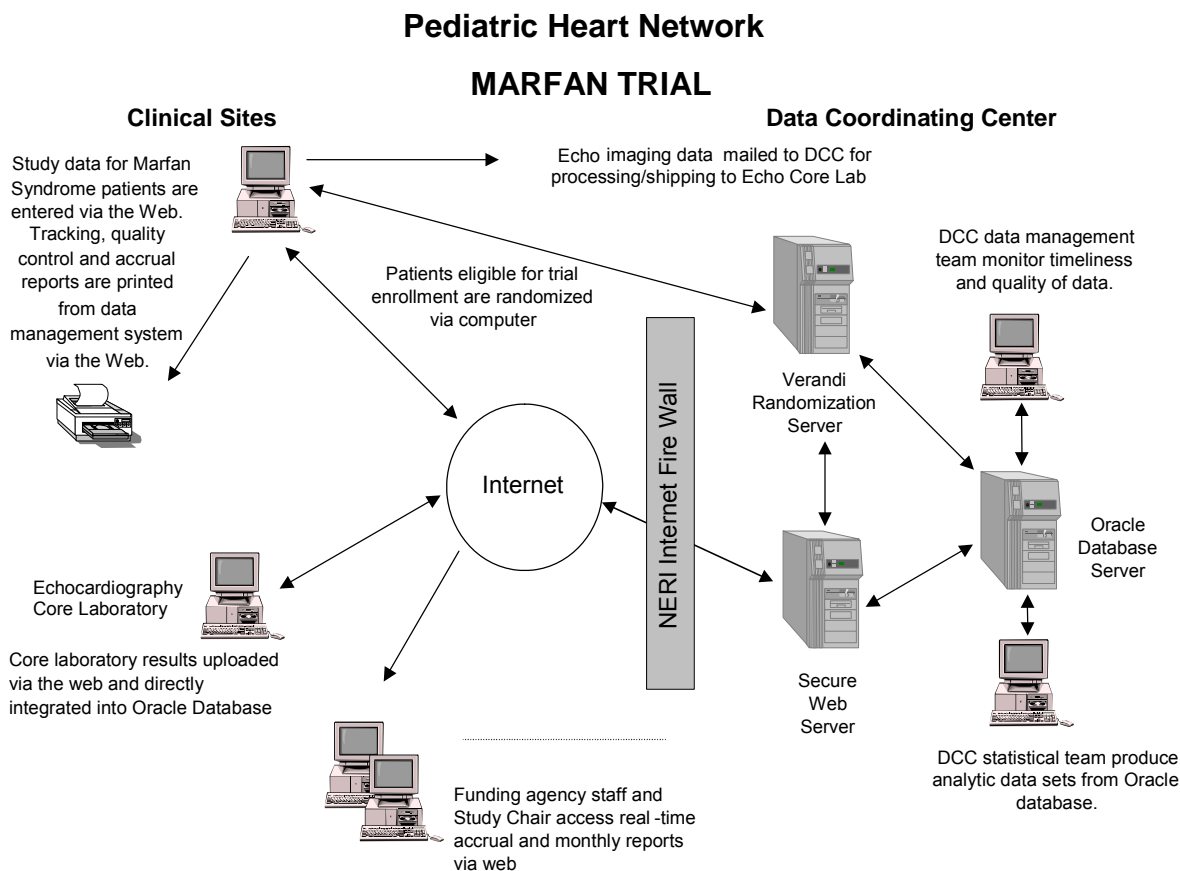 Pediatric Heart Network
MARFAN TRIAL
Clinical Sites
Data Coordinating Center
Study data for Marfan
Syndrome patients are
entered via the Web.
Tracking, quality
control and accrual
reports are printed
from data
management system
via the Web.
Echo imaging data mailed to DCC for
processing/shipping to Echo Core Lab
Patients eligible for trial
enrollment are randomized
via computer
DCC data management
team monitor timeliness
and quality of data.
Verandi
Randomization
Server
NERI Internet Fire Wall
Internet
Oracle
Database
Server
Echocardiography
Core Laboratory
Core laboratory results uploaded
via the web and directly
integrated into Oracle Database
Secure
Web
Server
DCC statistical team produce
analytic data sets from Oracle
database.
Funding agency staff and
Study Chair access real -time
accrual and monthly reports
via web